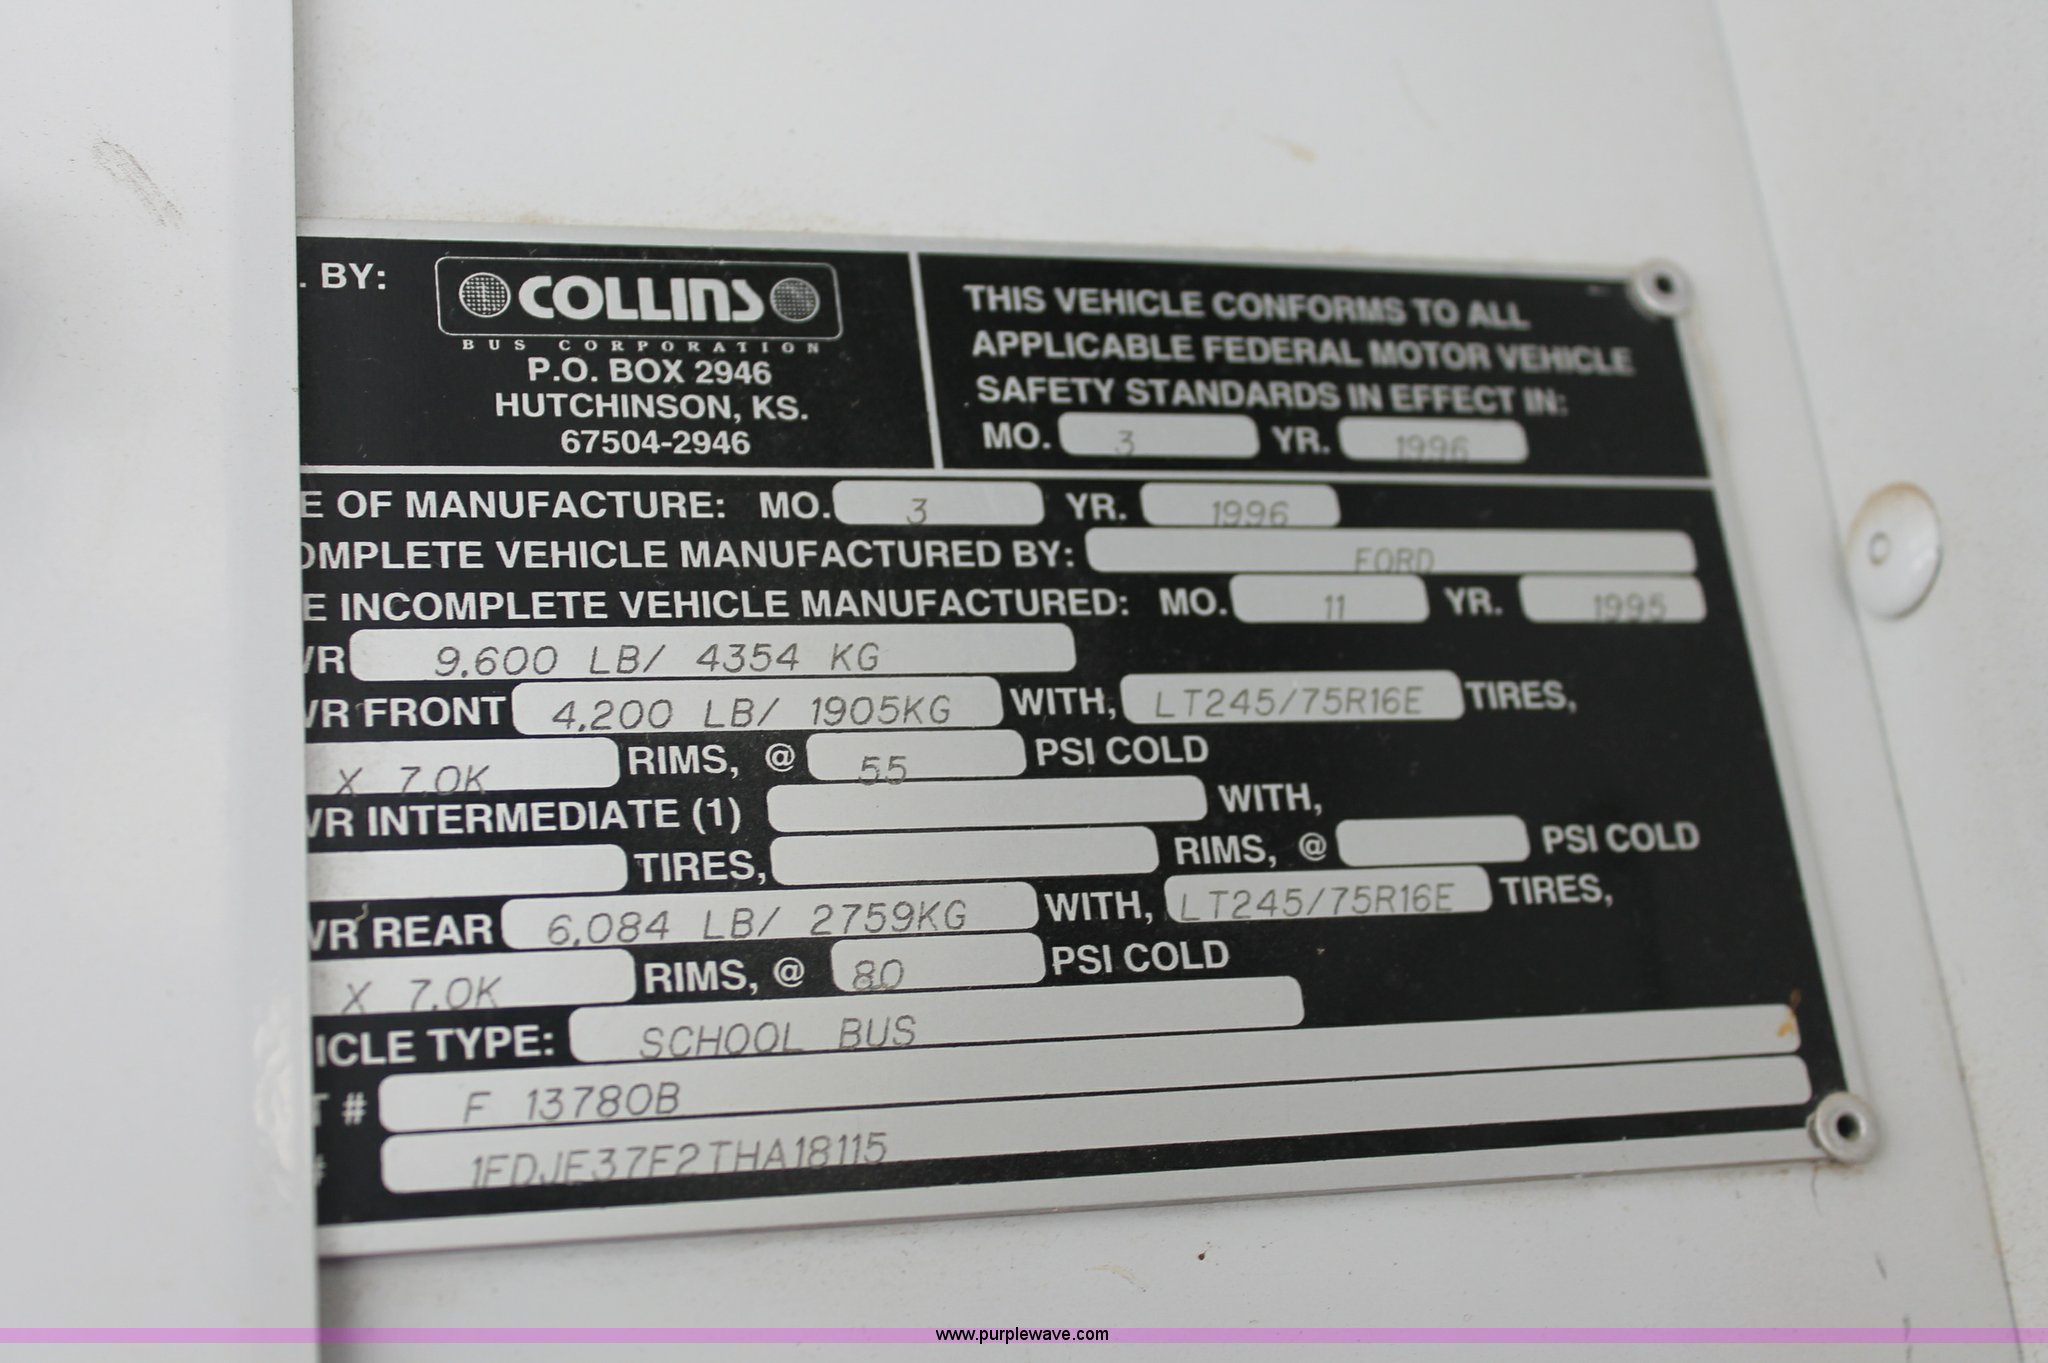 . BY:
COLLINS
BUS CORPORATION
P.O. BOX 2946
HUTCHINSON, KS.
67504-2946
THIS VEHICLE CONFORMS TO ALL
APPLICABLE FEDERAL MOTOR VEHICLE
SAFETY STANDARDS IN EFFECT IN:
MO. 3 YR. 1996
E OF MANUFACTURE: MO. 3 YR. 1996
OMPLETE VEHICLE MANUFACTURED BY: FORD
E INCOMPLETE VEHICLE MANUFACTURED: MO. 11 YR. 1995
VR 9,600 LB/ 4354 KG
VR FRONT 4,200 LB/ 1905KG WITH, LT245/75R16E TIRES,
X 7.0K RIMS, @ 55 PSI COLD
VR INTERMEDIATE (1) WITH,
TIRES, RIMS, @ PSI COLD
VR REAR 6,084 LB/ 2759KG WITH, LT245/75R16E TIRES,
X 7.0K RIMS, @ 80 PSI COLD
ICLE TYPE: SCHOOL BUS
T # F 13780B
# 1FDJE37F2THA18115
www.purplewave.com